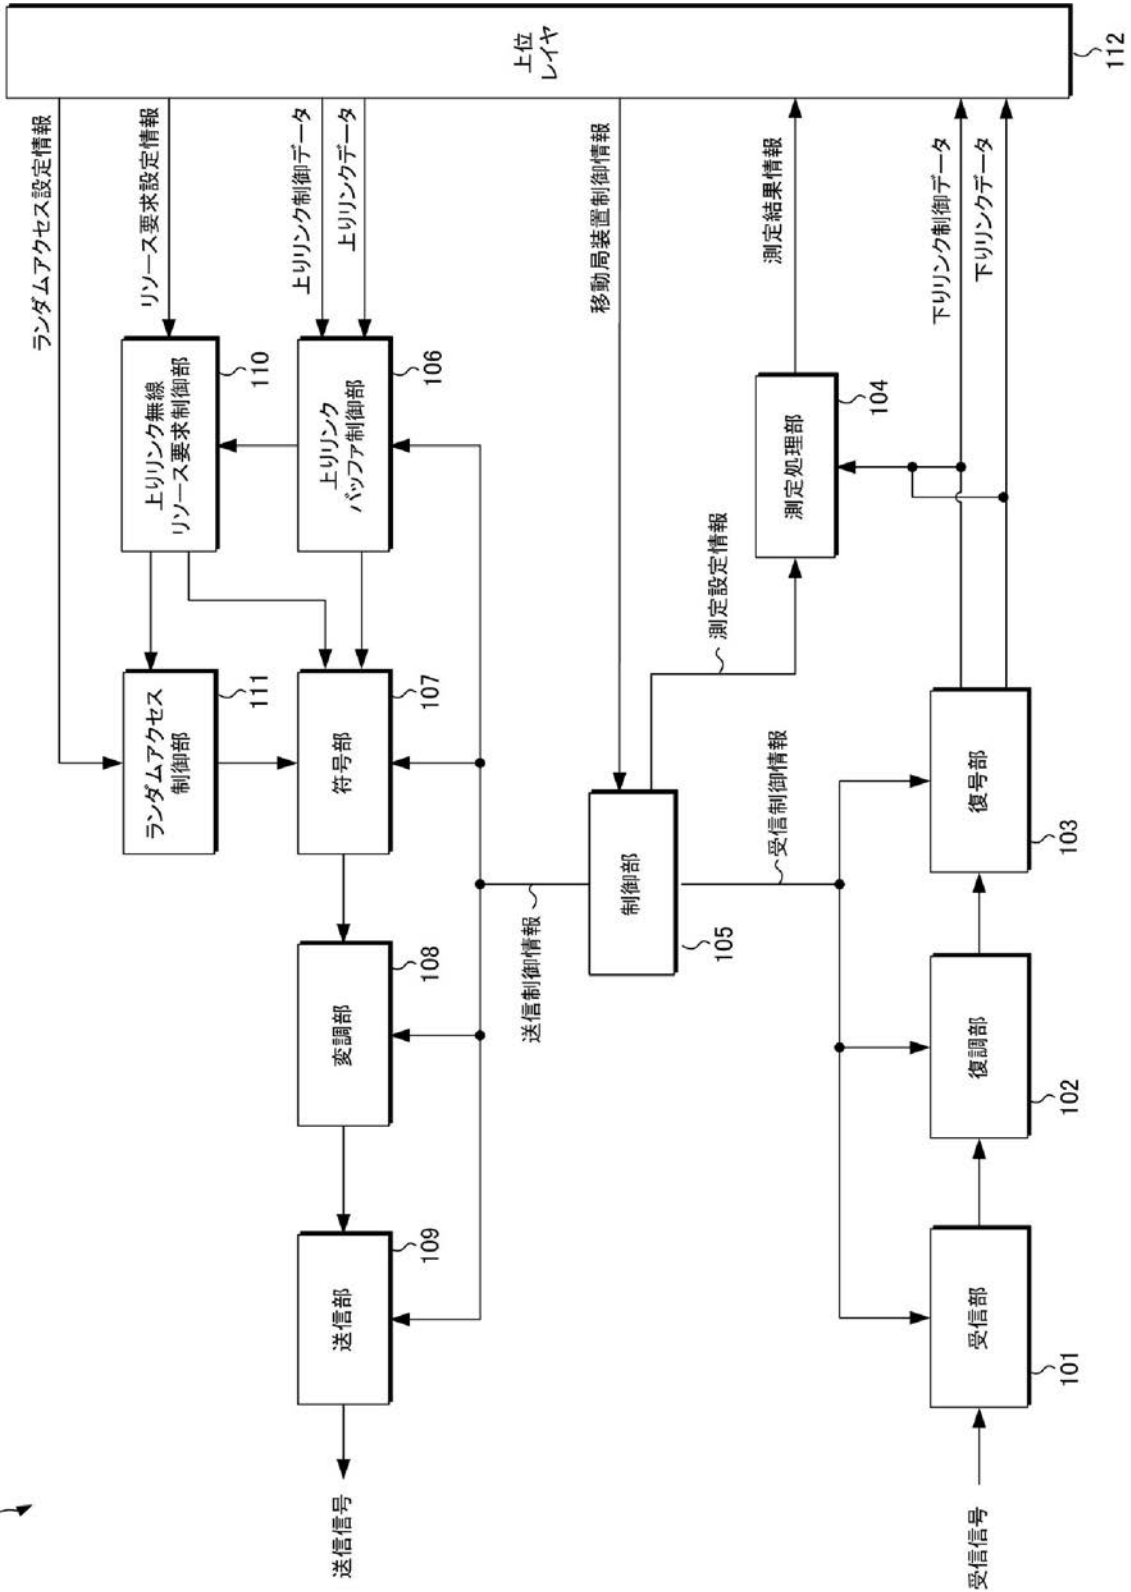 上位
レイヤ
112
ランダムアクセス設定情報
リソース要求設定情報
上りリンク制御データ
上りリンクデータ
移動局装置制御情報
測定結果情報
下りリンク制御データ
下りリンクデータ
上りリンク無線
リソース要求制御部
110
上りリンク
バッファ制御部
106
測定処理部
104
測定設定情報
ランダムアクセス
制御部
111
符号部
107
制御部
105
受信制御情報
送信制御情報
復号部
103
変調部
108
復調部
102
送信部
109
受信部
101
送信信号
受信信号